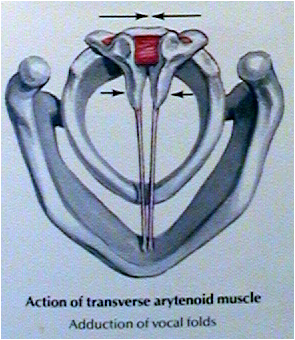 Action of transverse arytenoid muscle
Adduction of vocal folds